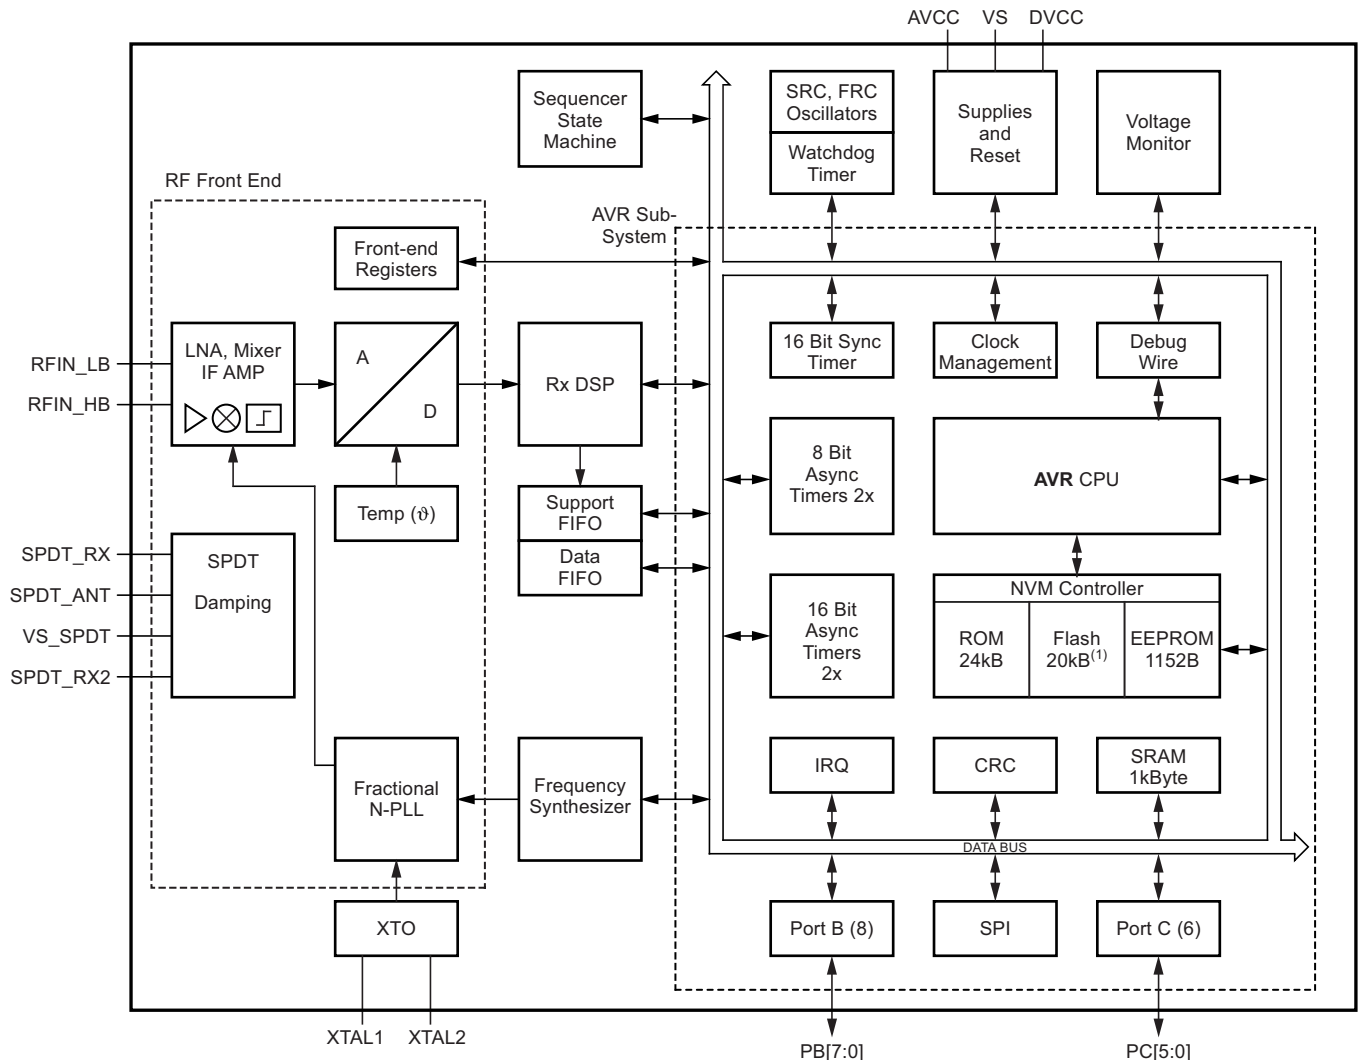 AVCC VS DVCC
Sequencer
State
Machine
SRC, FRC
Oscillators
Watchdog
Timer
Supplies
and
Reset
Voltage
Monitor
RF Front End
AVR Sub-
System
Front-end
Registers
RFIN_LB
RFIN_HB
LNA, Mixer
IF AMP
A
D
Rx DSP
16 Bit Sync
Timer
Clock
Management
Debug
Wire
Temp (ϑ)
Support
FIFO
Data
FIFO
8 Bit
Async
Timers 2x
AVR CPU
SPDT_RX
SPDT_ANT
VS_SPDT
SPDT_RX2
SPDT
Damping
16 Bit
Async
Timers
2x
NVM Controller
ROM
24kB
Flash
20kB(1)
EEPROM
1152B
Fractional
N-PLL
Frequency
Synthesizer
IRQ
CRC
SRAM
1kByte
DATA BUS
XTO
Port B (8)
SPI
Port C (6)
XTAL1 XTAL2
PB[7:0]
PC[5:0]